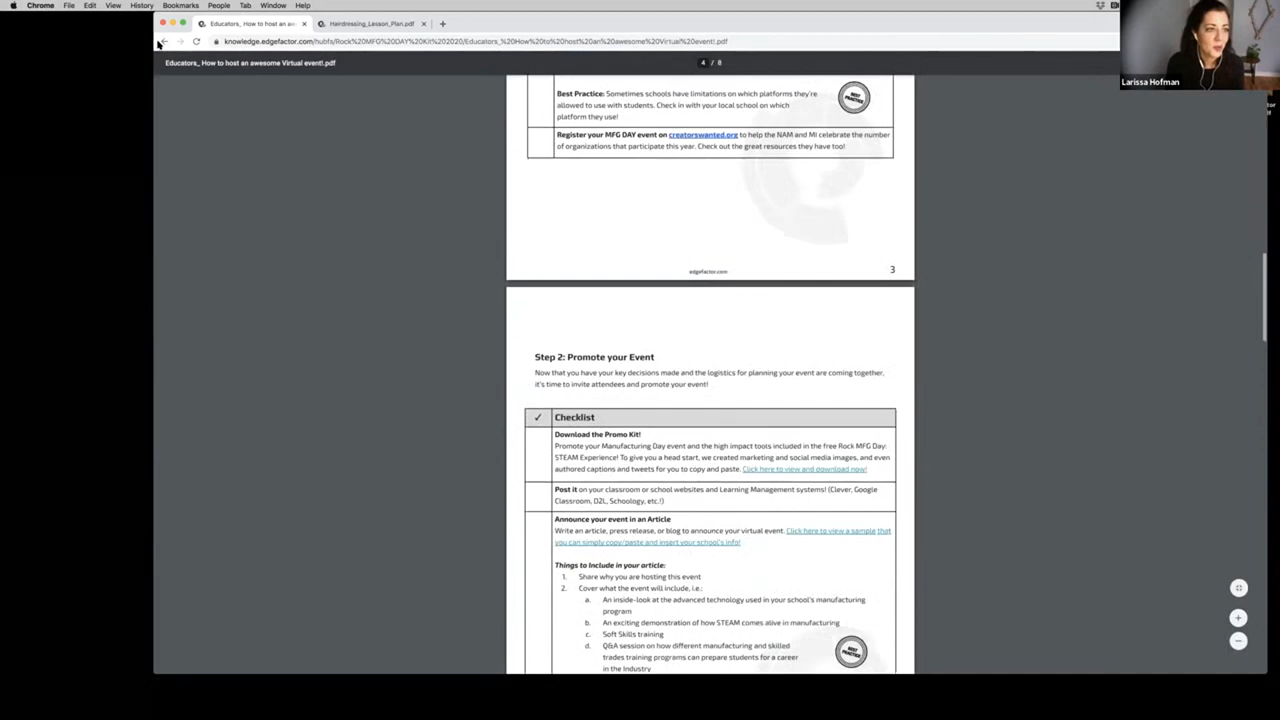 Chrome File Edit View History Bookmarks People Tab Window Help
Educators_ How to host an aw
Hairdressing_Lesson_Plan.pdf
knowledge.edgefactor.com/hubfs/Rock%20MFG%20DAY%20Kit%202020/Educators_%20How%20to%20host%20an%20awesome%20Virtual%20event!.pdf
Larissa Hofman
Educators_ How to host an awesome Virtual event!.pdf
4 / 8
Best Practice: Sometimes schools have limitations on which platforms they're
allowed to use with students. Check in with your local school on which
platform they use!
BEST PRACTICE
Register your MFG DAY event on creatorswanted.org to help the NAM and MI celebrate the number
of organizations that participate this year. Check out the great resources they have too!
edgefactor.com
3
Step 2: Promote your Event
Now that you have your key decisions made and the logistics for planning your event are coming together,
it's time to invite attendees and promote your event!
✓ Checklist
Download the Promo Kit!
Promote your Manufacturing Day event and the high impact tools included in the free Rock MFG Day:
STEAM Experience! To give you a head start, we created marketing and social media images, and even
authored captions and tweets for you to copy and paste. Click here to view and download now!
Post it on your classroom or school websites and Learning Management systems! (Clever, Google
Classroom, D2L, Schoology, etc.!)
Announce your event in an Article
Write an article, press release, or blog to announce your virtual event. Click here to view a sample that
you can simply copy/paste and insert your school's info!
Things to Include in your article:
1. Share why you are hosting this event
2. Cover what the event will include, i.e.:
a. An inside-look at the advanced technology used in your school's manufacturing
program
b. An exciting demonstration of how STEAM comes alive in manufacturing
c. Soft Skills training
d. Q&A session on how different manufacturing and skilled
trades training programs can prepare students for a career
in the Industry
BEST PRACTICE